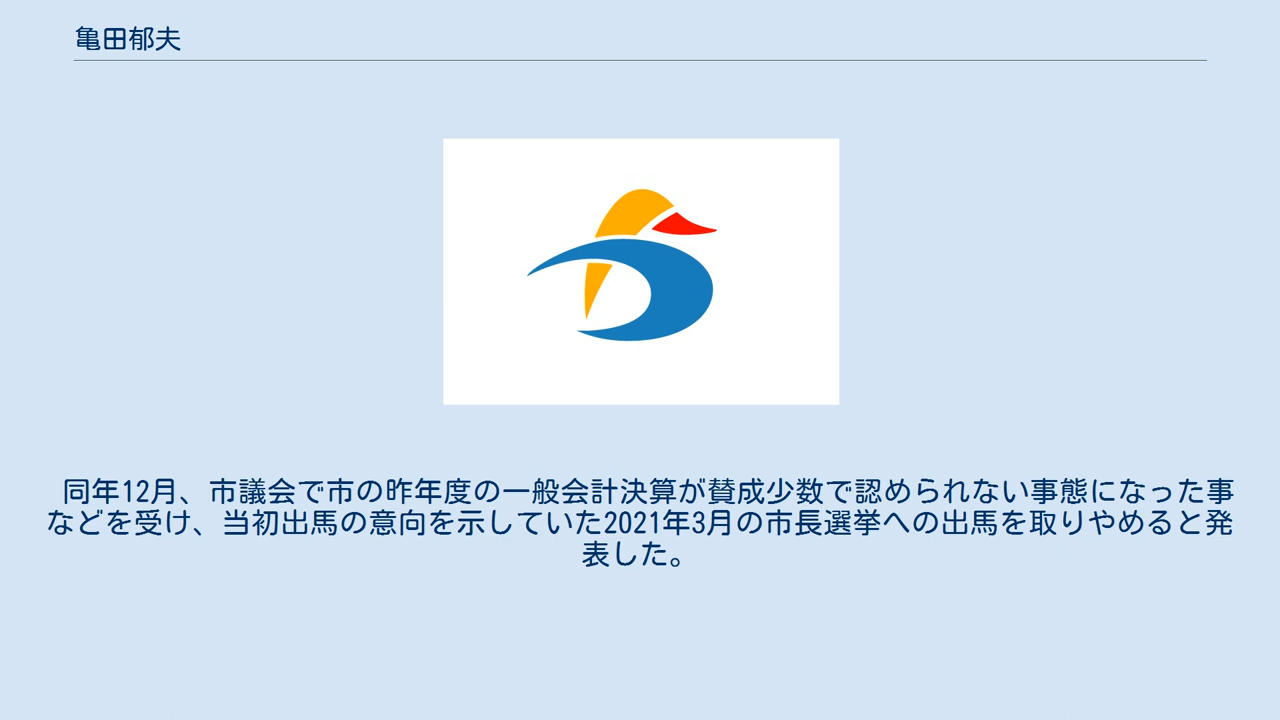 亀田郁夫
同年12月、市議会で市の昨年度の一般会計決算が賛成少数で認められない事態になった事
などを受け、当初出馬の意向を示していた2021年3月の市長選挙への出馬を取りやめると発
表した。